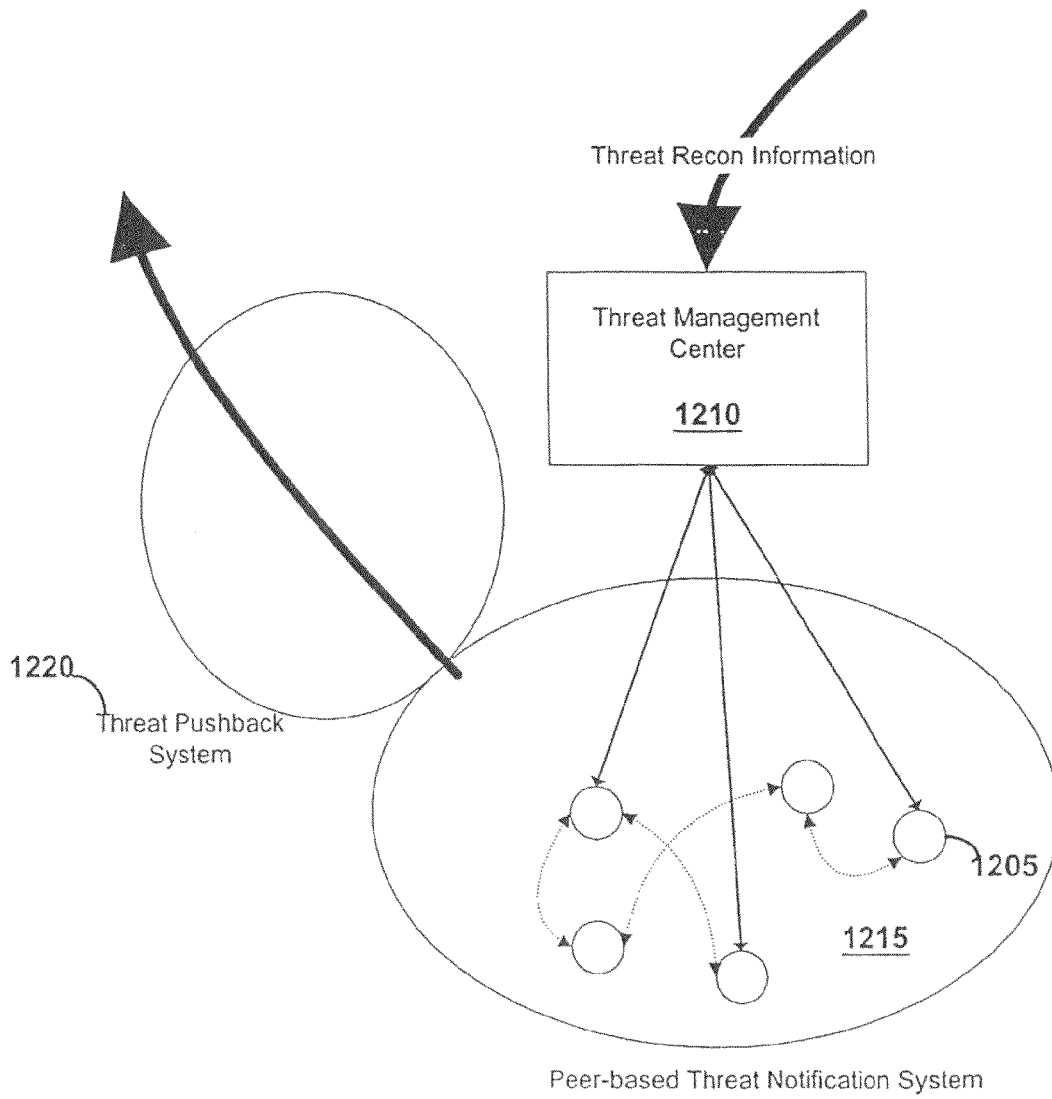 Threat Recon Information
Threat Management
Center
1210
1220
Threat Pushback
System
1205
1215
Peer-based Threat Notification System